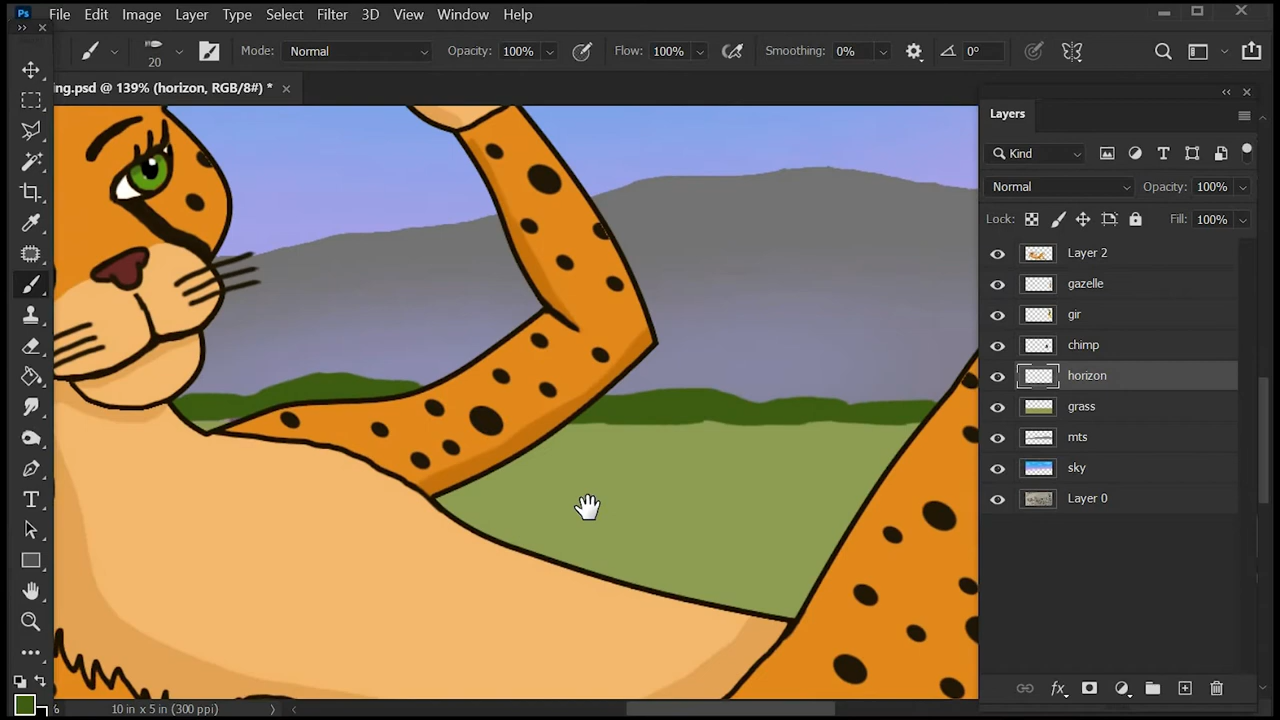 Ps File Edit Image Layer Type Select Filter 3D View Window Help
20 Mode: Normal Opacity: 100% Flow: 100% Smoothing: 0% 0°
ing.psd @ 139% (horizon, RGB/8#) *
Layers
Kind
Normal Opacity: 100%
Lock: Fill: 100%
Layer 2
gazelle
gir
chimp
horizon
grass
mts
sky
Layer 0
fx
% 10 in x 5 in (300 ppi)